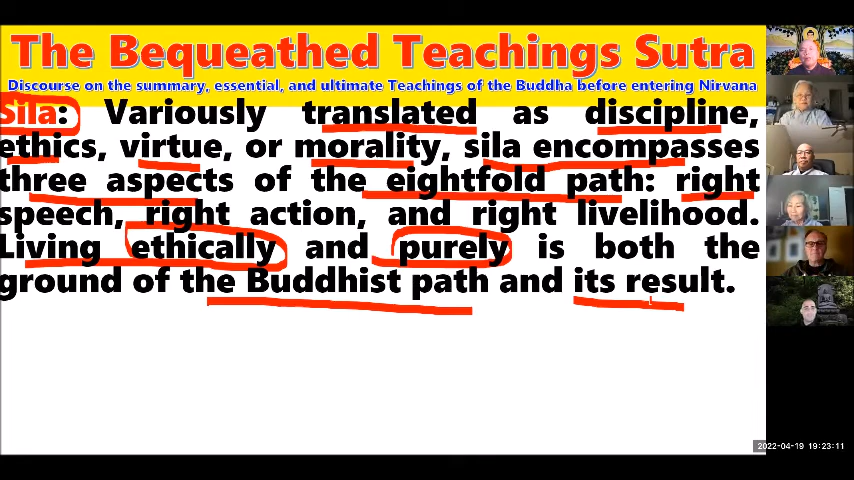 The Bequeathed Teachings Sutra
Discourse on the summary, essential, and ultimate Teachings of the Buddha before entering Nirvana
Sila: Variously translated as discipline,
ethics, virtue, or morality, sila encompasses
three aspects of the eightfold path: right
speech, right action, and right livelihood.
Living ethically and purely is both the
ground of the Buddhist path and its result.
2022-04-19 19:23:11